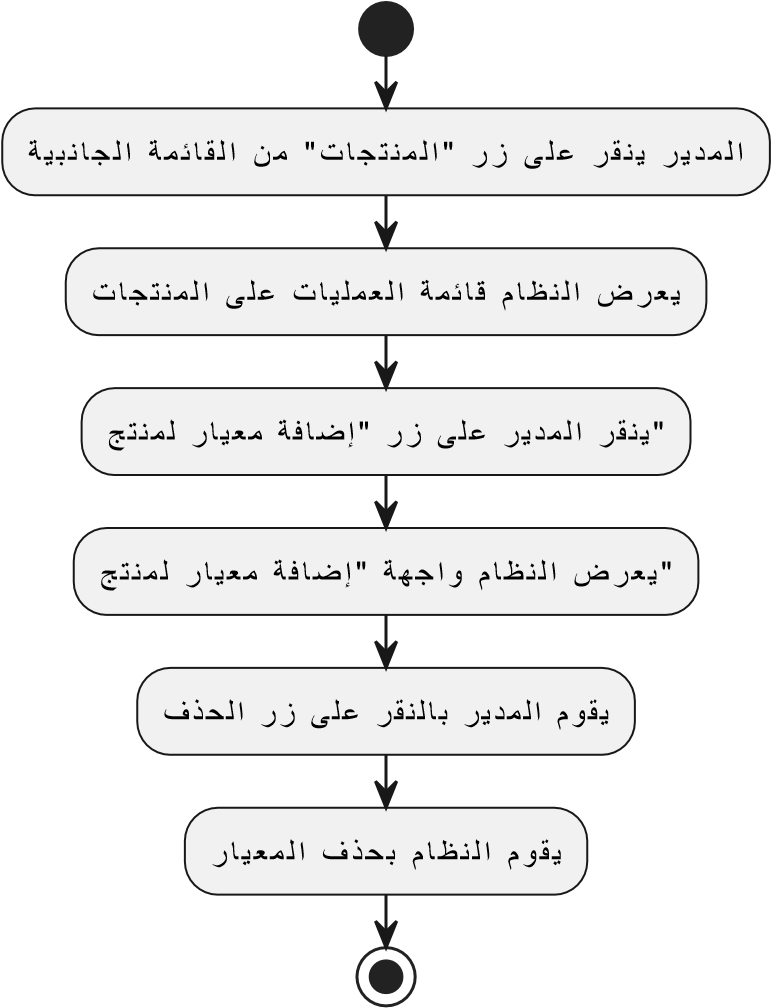 المدير ينقر على زر "المنتجات" من القائمة الجانبية
يعرض النظام قائمة العمليات على المنتجات
"ينقر المدير على زر "إضافة معيار لمنتج
"يعرض النظام واجهة "إضافة معيار لمنتج
يقوم المدير بالنقر على زر الحذف
يقوم النظام بحذف المعيار